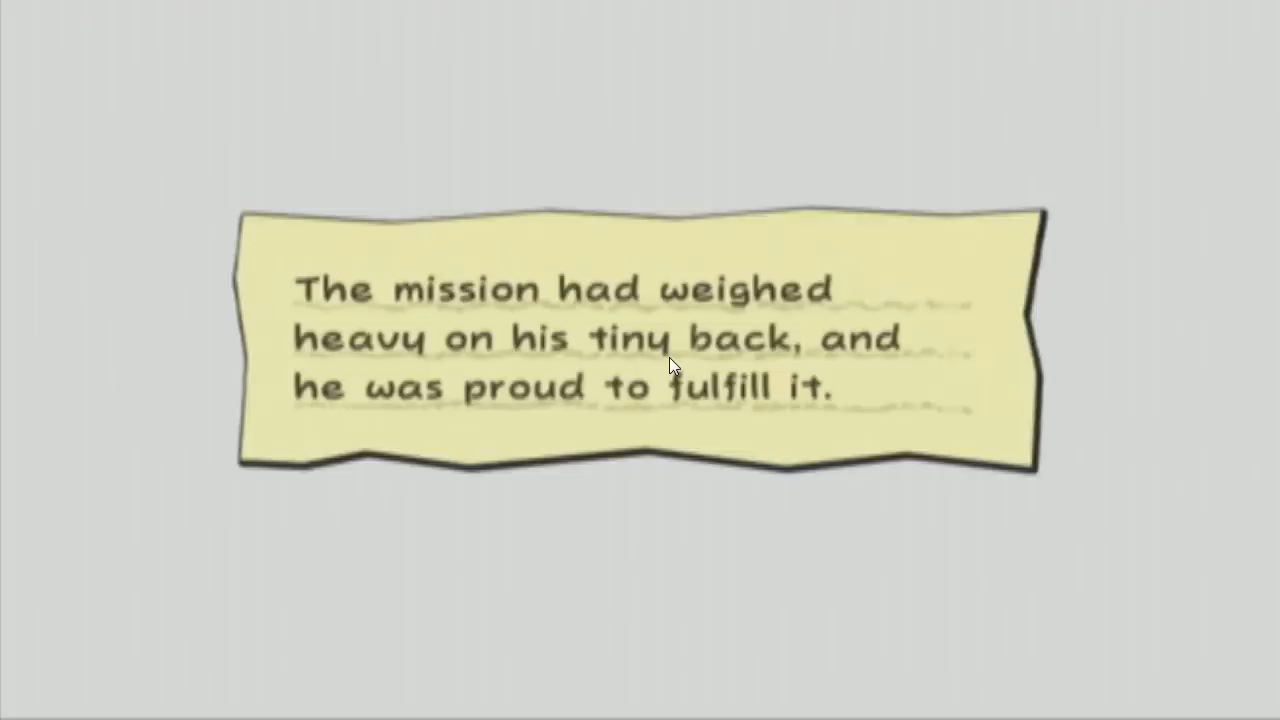 The mission had weighed
heavy on his tiny back, and
he was proud to fulfill it.